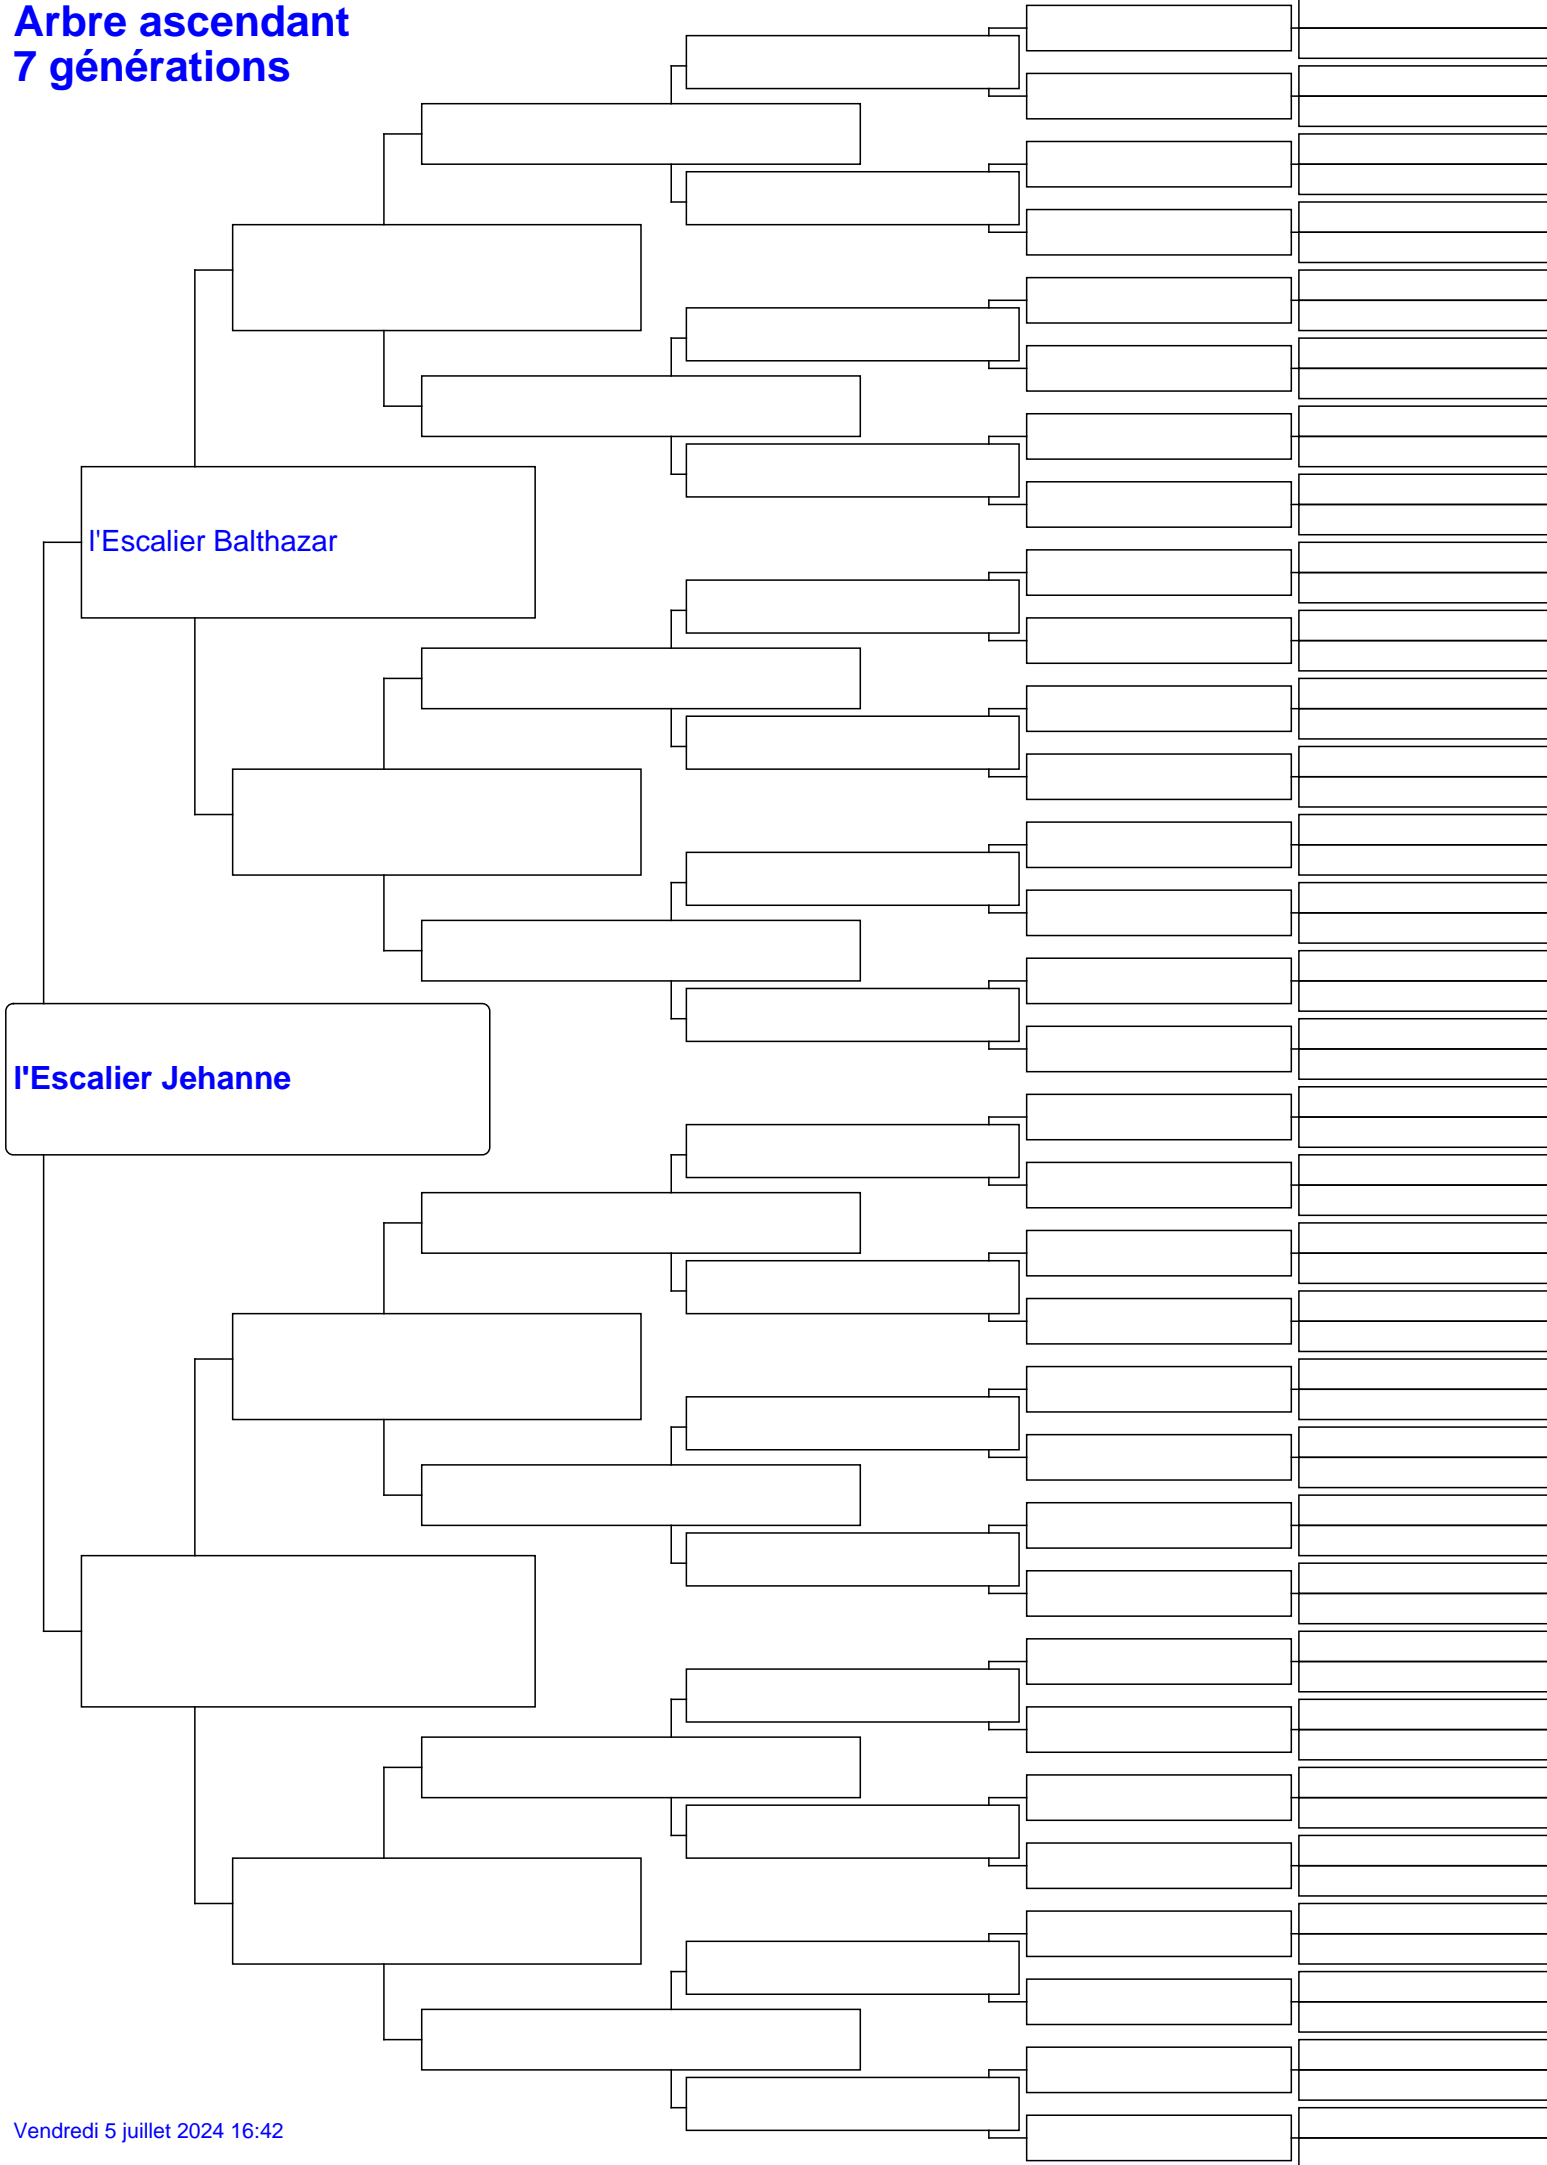 Arbre ascendant
7 générations
l'Escalier Balthazar
l'Escalier Jehanne
Vendredi 5 juillet 2024 16:42